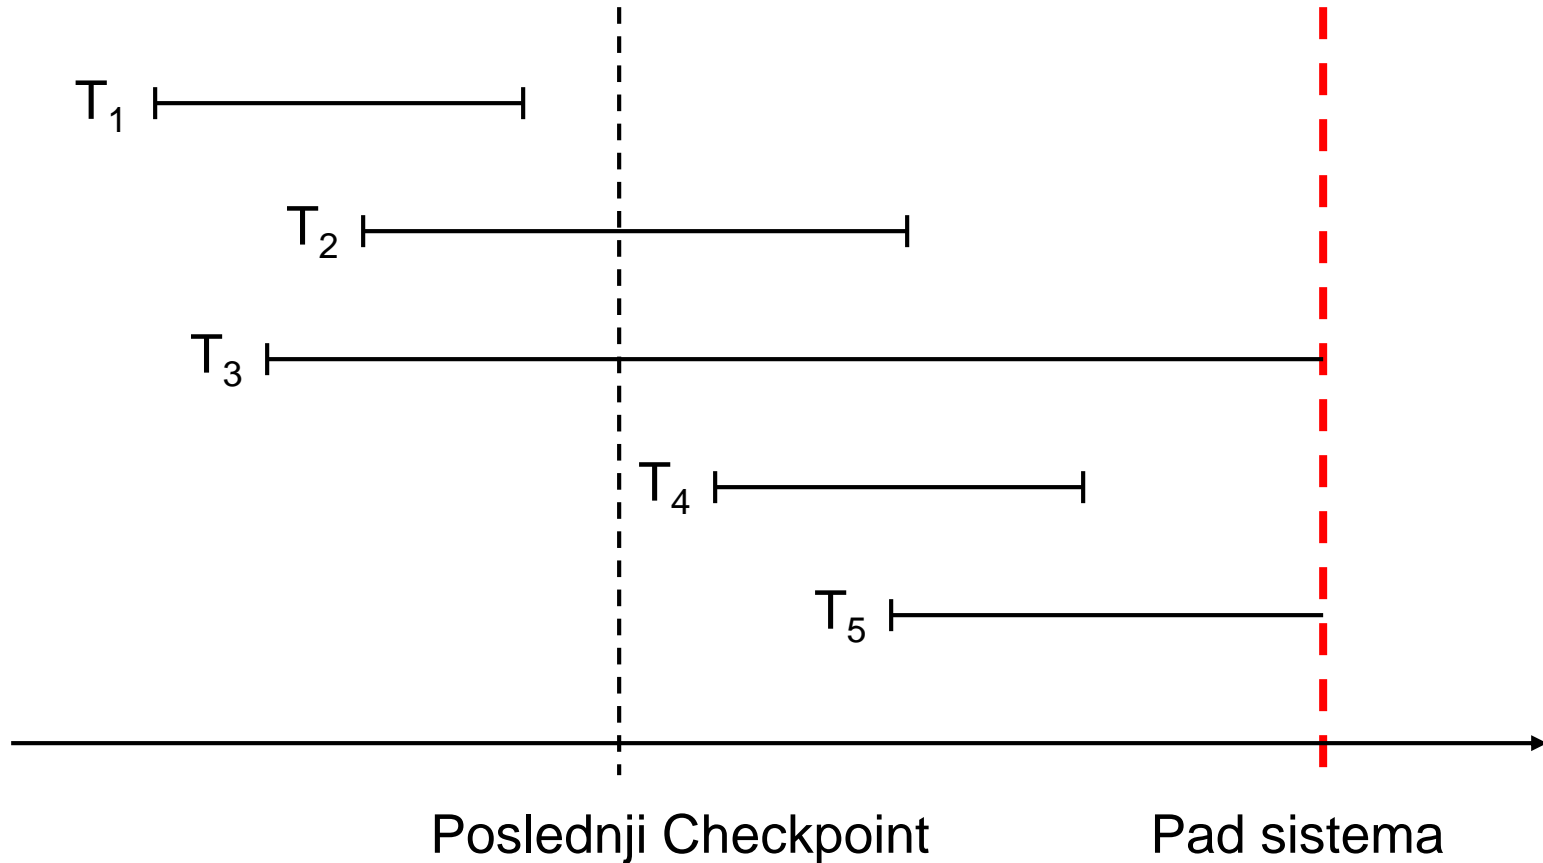 T₁
T₂
T₃
T₄
T₅
Poslednji Checkpoint
Pad sistema